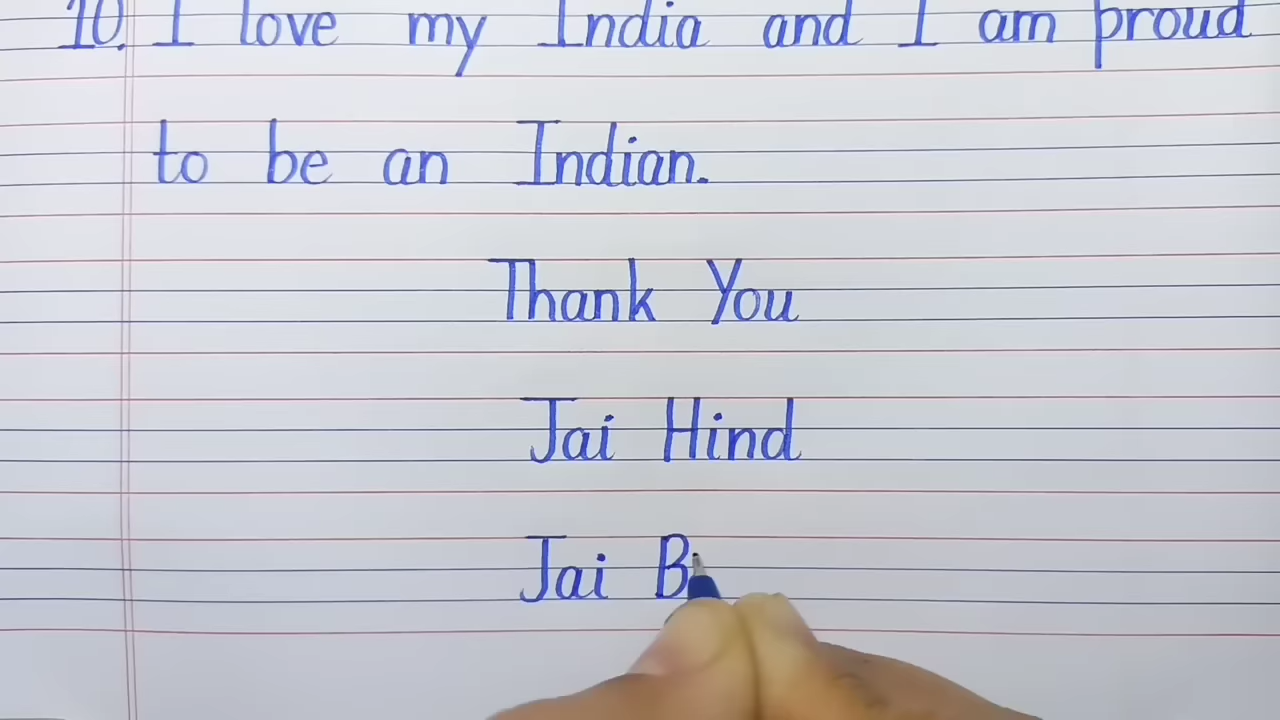 10. I love my India and I am proud
to be an Indian.
Thank You
Jai Hind
Jai B